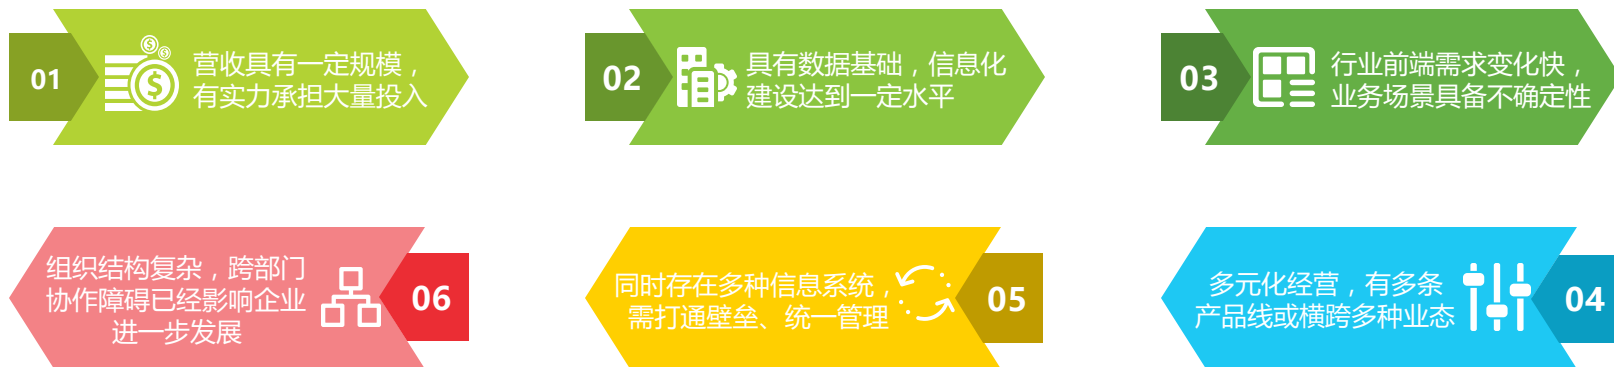 01
营收具有一定规模，
有实力承担大量投入
02
具有数据基础，信息化
建设达到一定水平
03
行业前端需求变化快，
业务场景具备不确定性
04
多元化经营，有多条
产品线或横跨多种业态
05
同时存在多种信息系统，
需打通壁垒、统一管理
06
组织结构复杂，跨部门
协作障碍已经影响企业
进一步发展